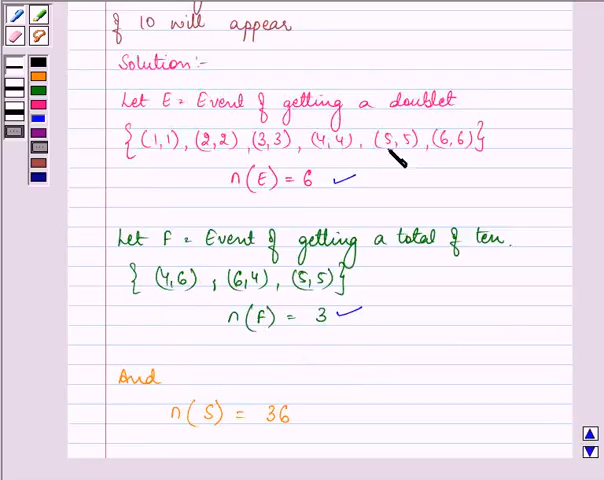 of 10 will appear
Solution:-
Let E = Event of getting a doublet
{(1,1), (2,2), (3,3), (4,4), (5,5), (6,6)}
n(E) = 6 ✓
Let F = Event of getting a total of ten.
{(4,6), (6,4), (5,5)}
n(F) = 3 ✓
And
n(S) = 36